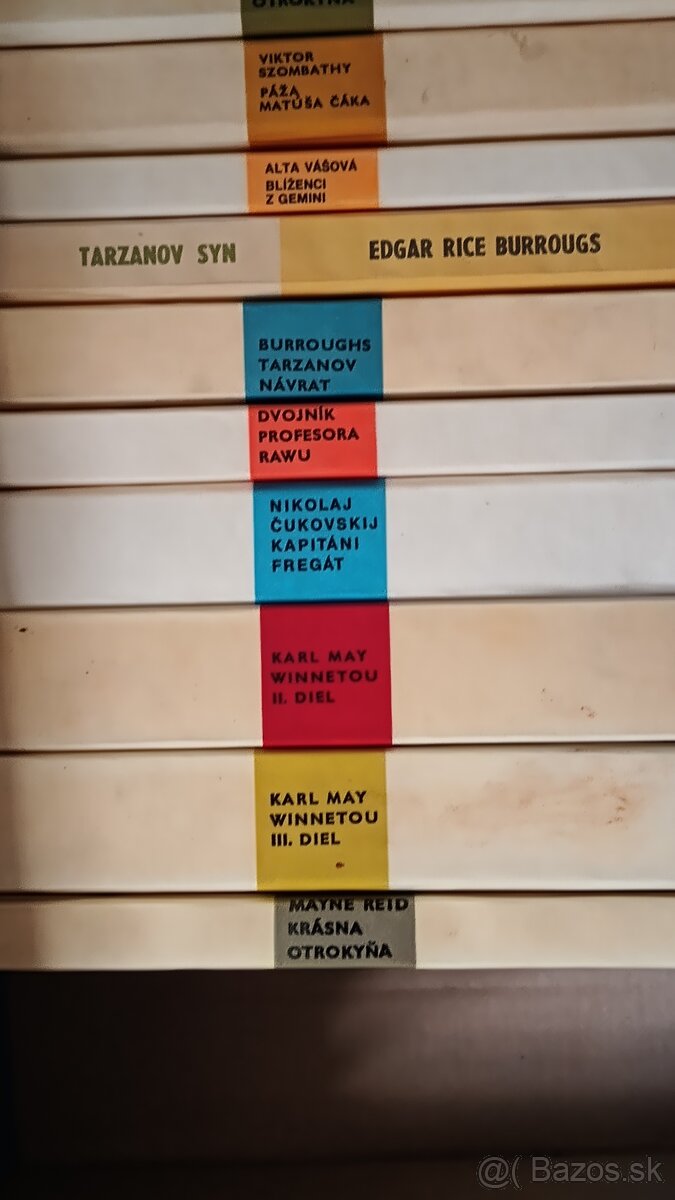 OTROKYŇA
VIKTOR
SZOMBATHY
PÁŽA
MATÚŠA ČÁKA
ALTA VÁŠOVÁ
BLÍŽENCI
Z GEMINI
TARZANOV SYN
EDGAR RICE BURROUGS
BURROUGHS
TARZANOV
NÁVRAT
DVOJNÍK
PROFESORA
RAWU
NIKOLAJ
ČUKOVSKIJ
KAPITÁNI
FREGÁT
KARL MAY
WINNETOU
II. DIEL
KARL MAY
WINNETOU
III. DIEL
MAYNE REID
KRÁSNA
OTROKYŇA
@( Bazos.sk